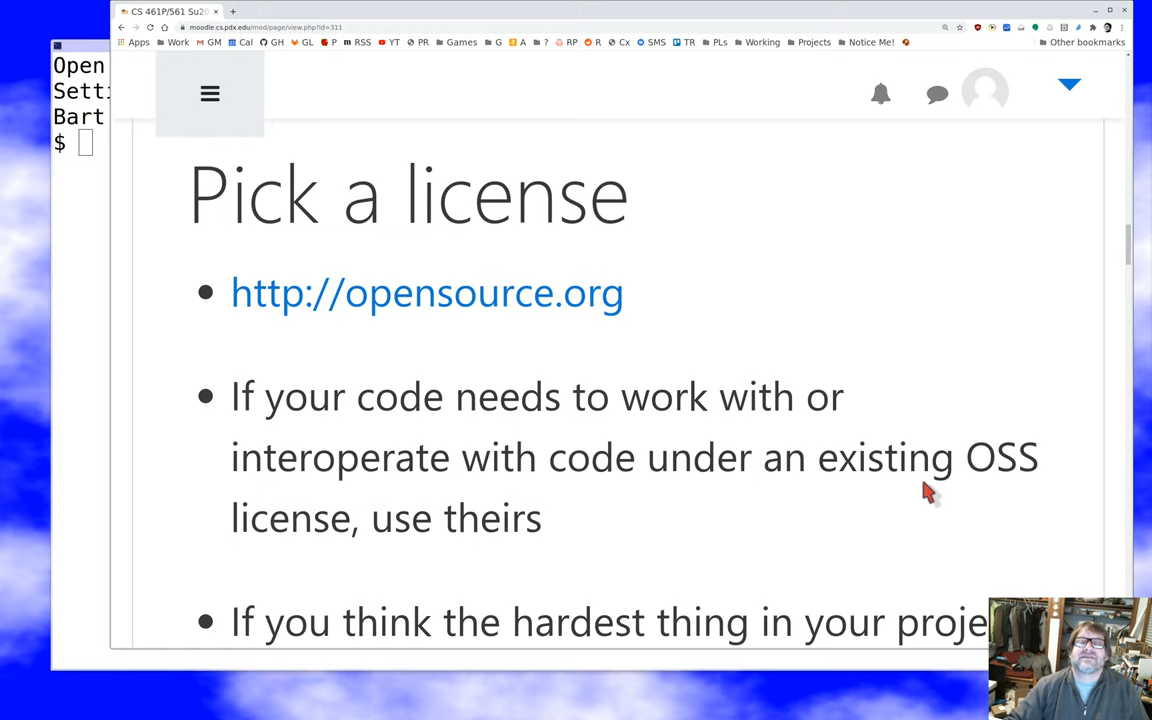 CS 461P/561 Su20
moodle.cs.pdx.edu/mod/page/view.php?id=311
Apps Work GM Cal GH GL P RSS YT PR Games G A ? RP R Cx SMS TR PLs Working Projects Notice Me! Other bookmarks
Open
Setti
Bart
$
Pick a license
• http://opensource.org
• If your code needs to work with or
interoperate with code under an existing OSS
license, use theirs
• If you think the hardest thing in your proje